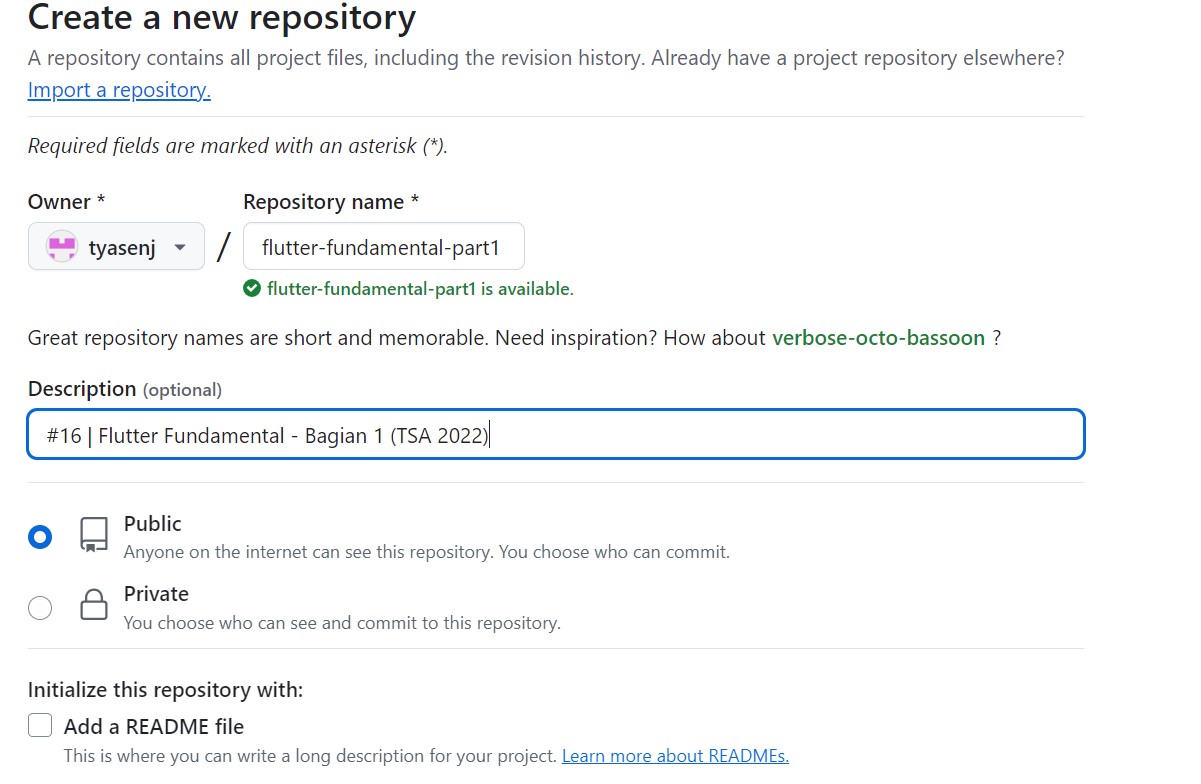 Create a new repository
A repository contains all project files, including the revision history. Already have a project repository elsewhere?
Import a repository.
Required fields are marked with an asterisk (*).
Owner * Repository name *
tyasenj / flutter-fundamental-part1
flutter-fundamental-part1 is available.
Great repository names are short and memorable. Need inspiration? How about verbose-octo-bassoon ?
Description (optional)
#16 | Flutter Fundamental - Bagian 1 (TSA 2022)
Public
Anyone on the internet can see this repository. You choose who can commit.
Private
You choose who can see and commit to this repository.
Initialize this repository with:
Add a README file
This is where you can write a long description for your project. Learn more about READMEs.